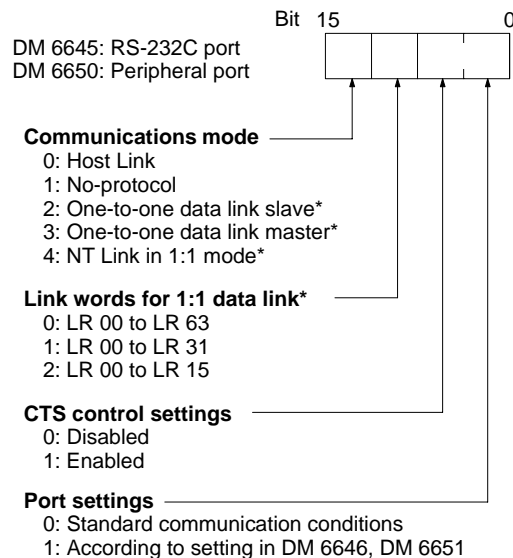 Bit 15 0
DM 6645: RS-232C port
DM 6650: Peripheral port
Communications mode
0: Host Link
1: No-protocol
2: One-to-one data link slave*
3: One-to-one data link master*
4: NT Link in 1:1 mode*
Link words for 1:1 data link*
0: LR 00 to LR 63
1: LR 00 to LR 31
2: LR 00 to LR 15
CTS control settings
0: Disabled
1: Enabled
Port settings
0: Standard communication conditions
1: According to setting in DM 6646, DM 6651